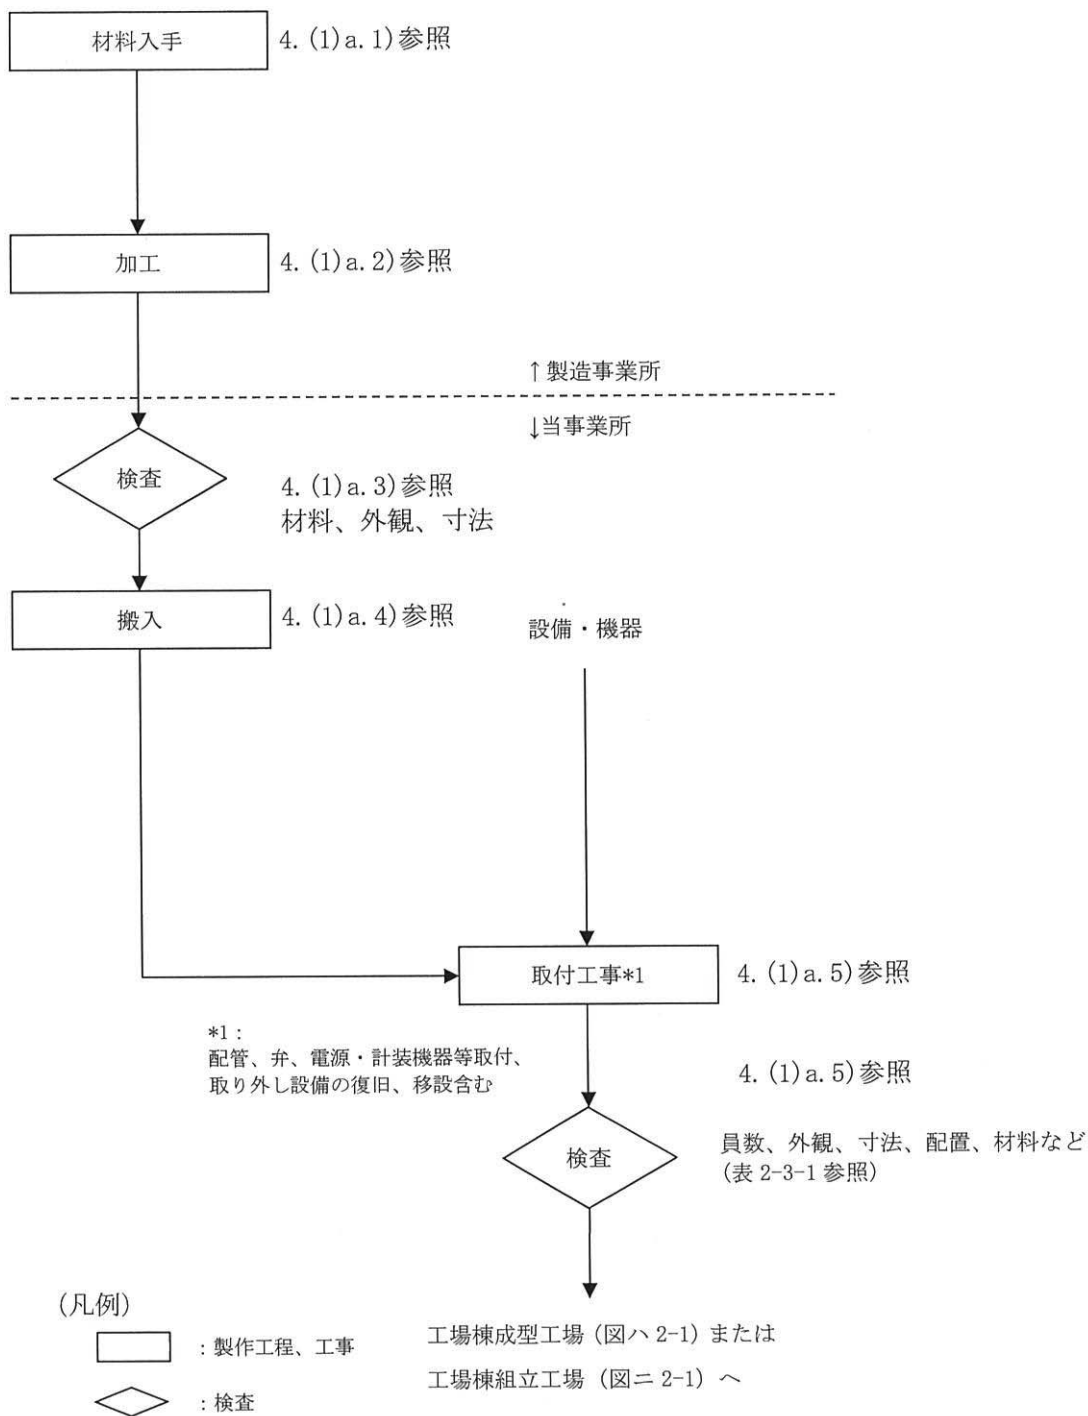 材料入手
4.(1)a.1)参照
加工
4.(1)a.2)参照
↑製造事業所
↓当事業所
検査
4.(1)a.3)参照
材料、外観、寸法
搬入
4.(1)a.4)参照
設備・機器
取付工事*1
4.(1)a.5)参照
*1：
配管、弁、電源・計装機器等取付、
取り外し設備の復旧、移設含む
4.(1)a.5)参照
検査
員数、外観、寸法、配置、材料など
(表 2-3-1 参照)
(凡例)
：製作工程、工事
：検査
工場棟成型工場（図ハ 2-1）または
工場棟組立工場（図ニ 2-1）へ